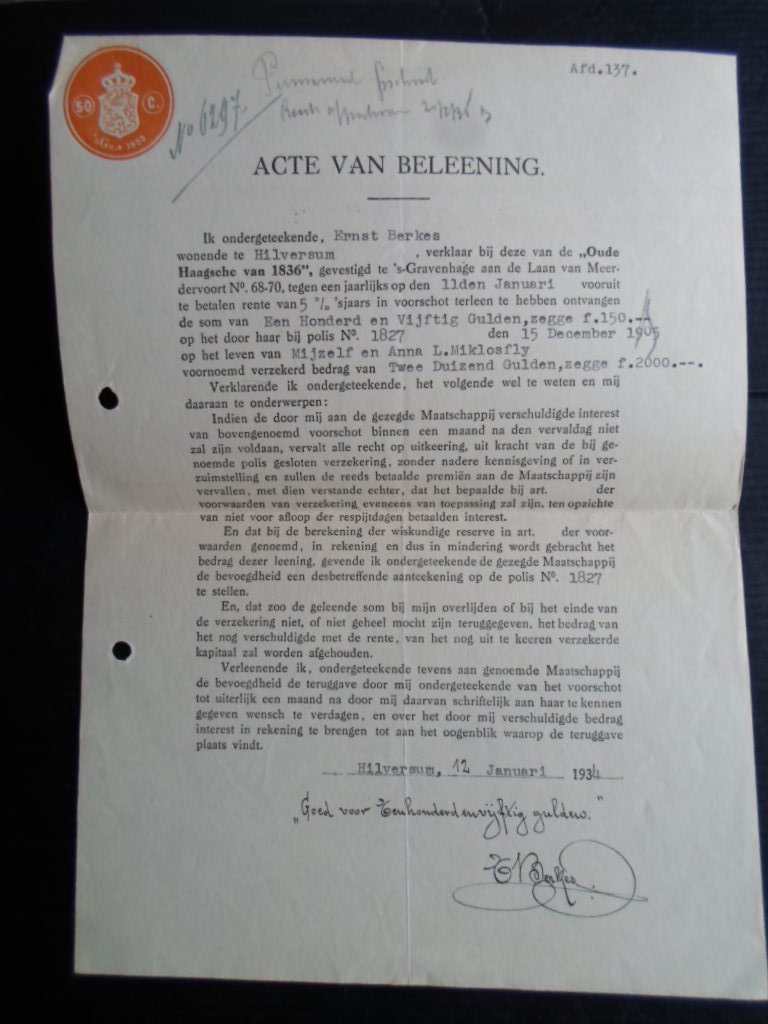 50 C.
1933
No 6297.
Afd.137.
ACTE VAN BELEENING.
Ik ondergeteekende, Ernst Berkes
wonende te Hilversum , verklaar bij deze van de „Oude
Haagsche van 1836”, gevestigd te 's-Gravenhage aan de Laan van Meer-
dervoort No. 68-70, tegen een jaarlijks op den 11den Januari vooruit
te betalen rente van 5 % 'sjaars in voorschot terleen te hebben ontvangen
de som van Een Honderd en Vijftig Gulden,zegge f.150.--
op het door haar bij polis No. 1827 den 15 December 1905
op het leven van Mijzelf en Anna L.Miklosfly
voornoemd verzekerd bedrag van Twee Duizend Gulden,zegge f.2000.--.
Verklarende ik ondergeteekende, het volgende wel te weten en mij
daaraan te onderwerpen:
Indien de door mij aan de gezegde Maatschappij verschuldigde interest
van bovengenoemd voorschot binnen een maand na den vervaldag niet
zal zijn voldaan, vervalt alle recht op uitkeering, uit kracht van de bij ge-
noemde polis gesloten verzekering, zonder nadere kennisgeving of in ver-
zuimstelling en zullen de reeds betaalde premiën aan de Maatschappij zijn
vervallen, met dien verstande echter, dat het bepaalde bij art. der
voorwaarden van verzekering eveneens van toepassing zal zijn, ten opzichte
van niet voor afloop der respijtdagen betaalden interest.
En dat bij de berekening der wiskundige reserve in art. der voor-
waarden genoemd, in rekening en dus in mindering wordt gebracht het
bedrag dezer leening, gevende ik ondergeteekende de gezegde Maatschappij
de bevoegdheid een desbetreffende aanteekening op de polis No. 1827
te stellen.
En, dat zoo de geleende som bij mijn overlijden of bij het einde van
de verzekering niet, of niet geheel mocht zijn teruggegeven, het bedrag van
het nog verschuldigde met de rente, van het nog uit te keeren verzekerde
kapitaal zal worden afgehouden.
Verleenende ik, ondergeteekende tevens aan genoemde Maatschappij
de bevoegdheid de teruggave door mij ondergeteekende van het voorschot
tot uiterlijk een maand na door mij daarvan schriftelijk aan haar te kennen
gegeven wensch te verdagen, en over het door mij verschuldigde bedrag
interest in rekening te brengen tot aan het oogenblik waarop de teruggave
plaats vindt.
Hilversum, 12 Januari 1934
„Goed voor Eenhonderdenvijftig gulden.”
E Berkes